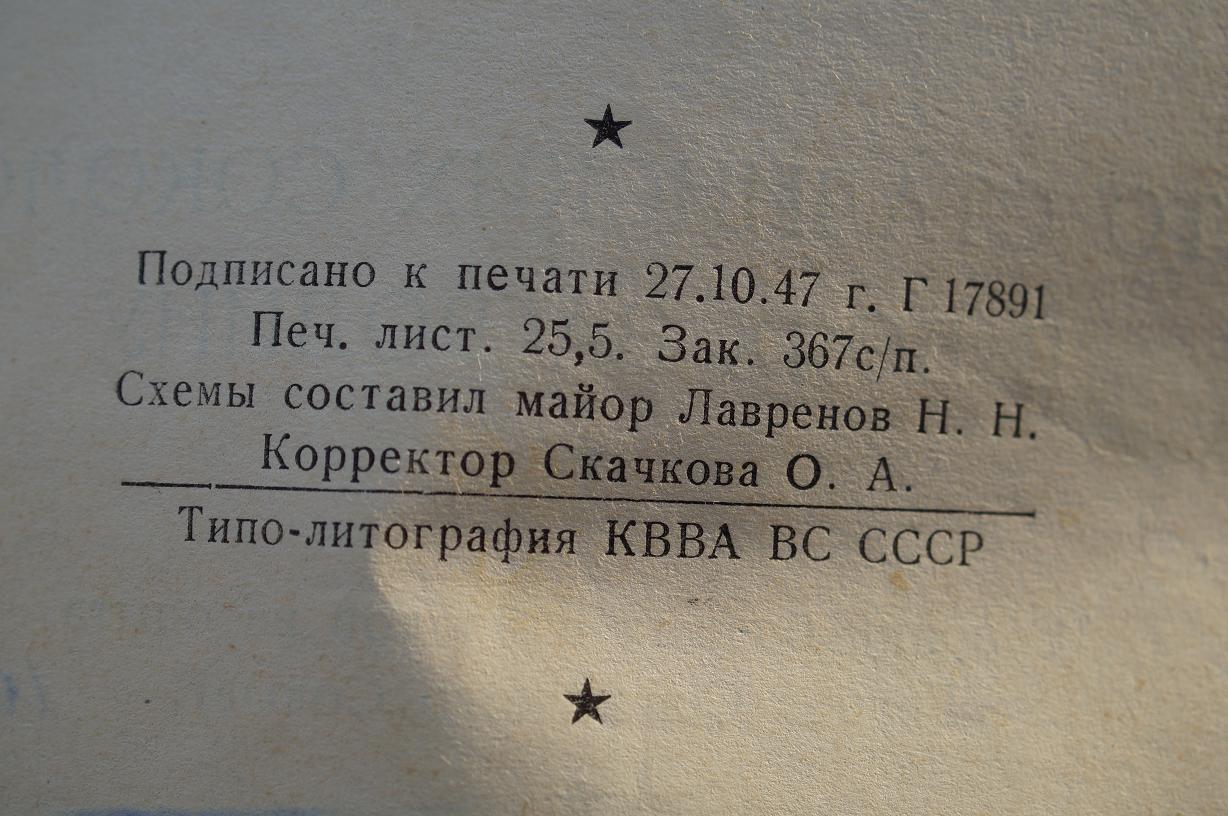 Подписано к печати 27.10.47 г. Г 17891
Печ. лист. 25,5. Зак. 367с/п.
Схемы составил майор Лавренов Н. Н.
Корректор Скачкова О. А.
Типо-литография КВВА ВС СССР